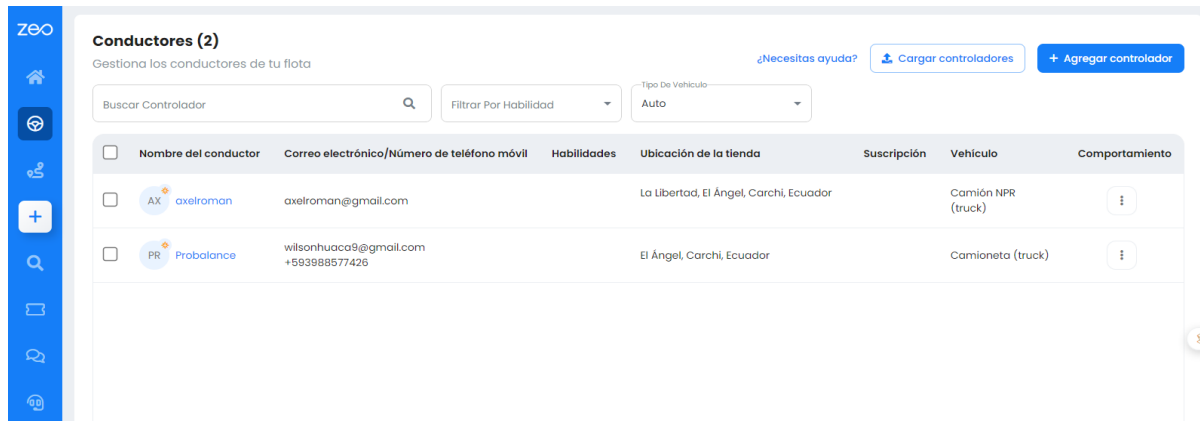 zeo
Conductores (2)
Gestiona los conductores de tu flota
¿Necesitas ayuda?
Cargar controladores
+ Agregar controlador
Buscar Controlador
Filtrar Por Habilidad
Tipo De Vehiculo
Auto
Nombre del conductor Correo electrónico/Número de teléfono móvil Habilidades Ubicación de la tienda Suscripción Vehículo Comportamiento
AX axelroman axelroman@gmail.com La Libertad, El Ángel, Carchi, Ecuador Camión NPR
(truck)
PR Probalance wilsonhuaca9@gmail.com El Ángel, Carchi, Ecuador Camioneta (truck)
+593988577426